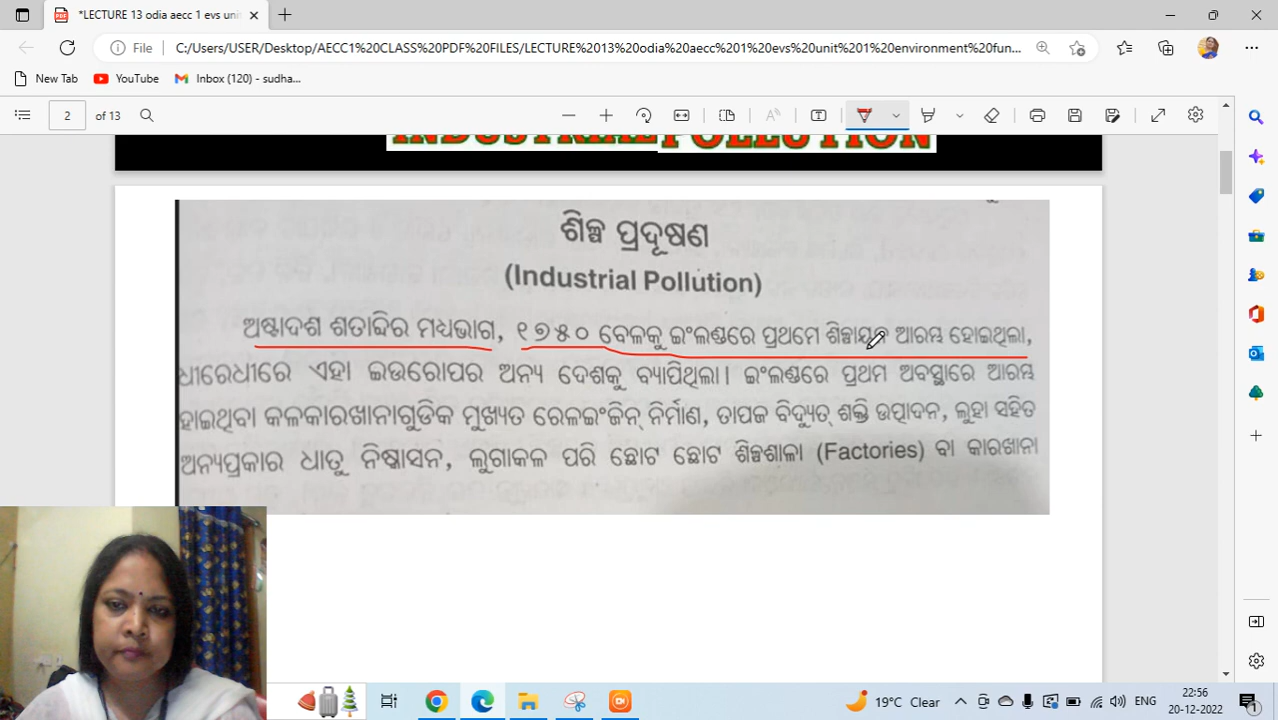 *LECTURE 13 odia aecc 1 evs uni
File C:/Users/USER/Desktop/AECC1%20CLASS%20PDF%20FILES/LECTURE%2013%20odia%20aecc%201%20evs%20unit%201%20environment%20fun...
New Tab YouTube Inbox (120) - sudha...
2 of 13
INDUSTRIAL POLLUTION
ଶିଳ୍ପ ପ୍ରଦୂଷଣ
(Industrial Pollution)
ଅଷ୍ଟାଦଶ ଶତାବ୍ଦିର ମଧ୍ୟଭାଗ, ୧୭୫୦ ବେଳକୁ ଇଂଲଣ୍ଡରେ ପ୍ରଥମେ ଶିଳ୍ପାୟନ ଆରମ୍ଭ ହୋଇଥିଲା,
ଧୀରେଧୀରେ ଏହା ଇଉରୋପର ଅନ୍ୟ ଦେଶକୁ ବ୍ୟାପିଥିଲା। ଇଂଲଣ୍ଡରେ ପ୍ରଥମ ଅବସ୍ଥାରେ ଆରମ୍ଭ
ହୋଇଥିବା କଳକାରଖାନାଗୁଡିକ ମୁଖ୍ୟତ ରେଳଇଂଜିନ୍ ନିର୍ମାଣ, ତାପଜ ବିଦ୍ୟୁତ୍ ଶକ୍ତି ଉତ୍ପାଦନ, ଲୁହା ସହିତ
ଅନ୍ୟପ୍ରକାର ଧାତୁ ନିଷ୍କାସନ, ଲୁଗାକଳ ପରି ଛୋଟ ଛୋଟ ଶିଳ୍ପଶାଳା (Factories) ବା କାରଖାନା
19°C Clear ENG 22:56
20-12-2022